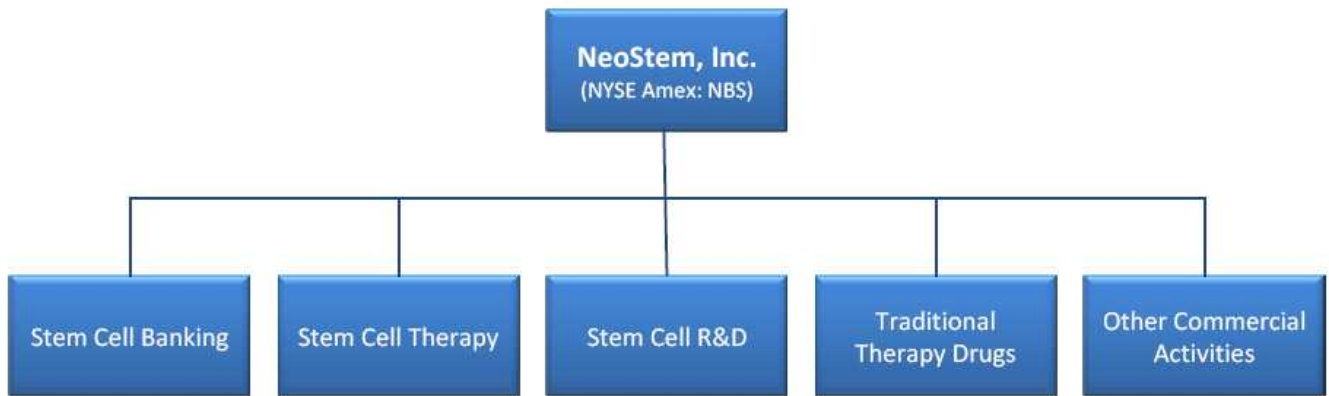 NeoStem, Inc.
(NYSE Amex: NBS)
Stem Cell Banking
Stem Cell Therapy
Stem Cell R&D
Traditional
Therapy Drugs
Other Commercial
Activities